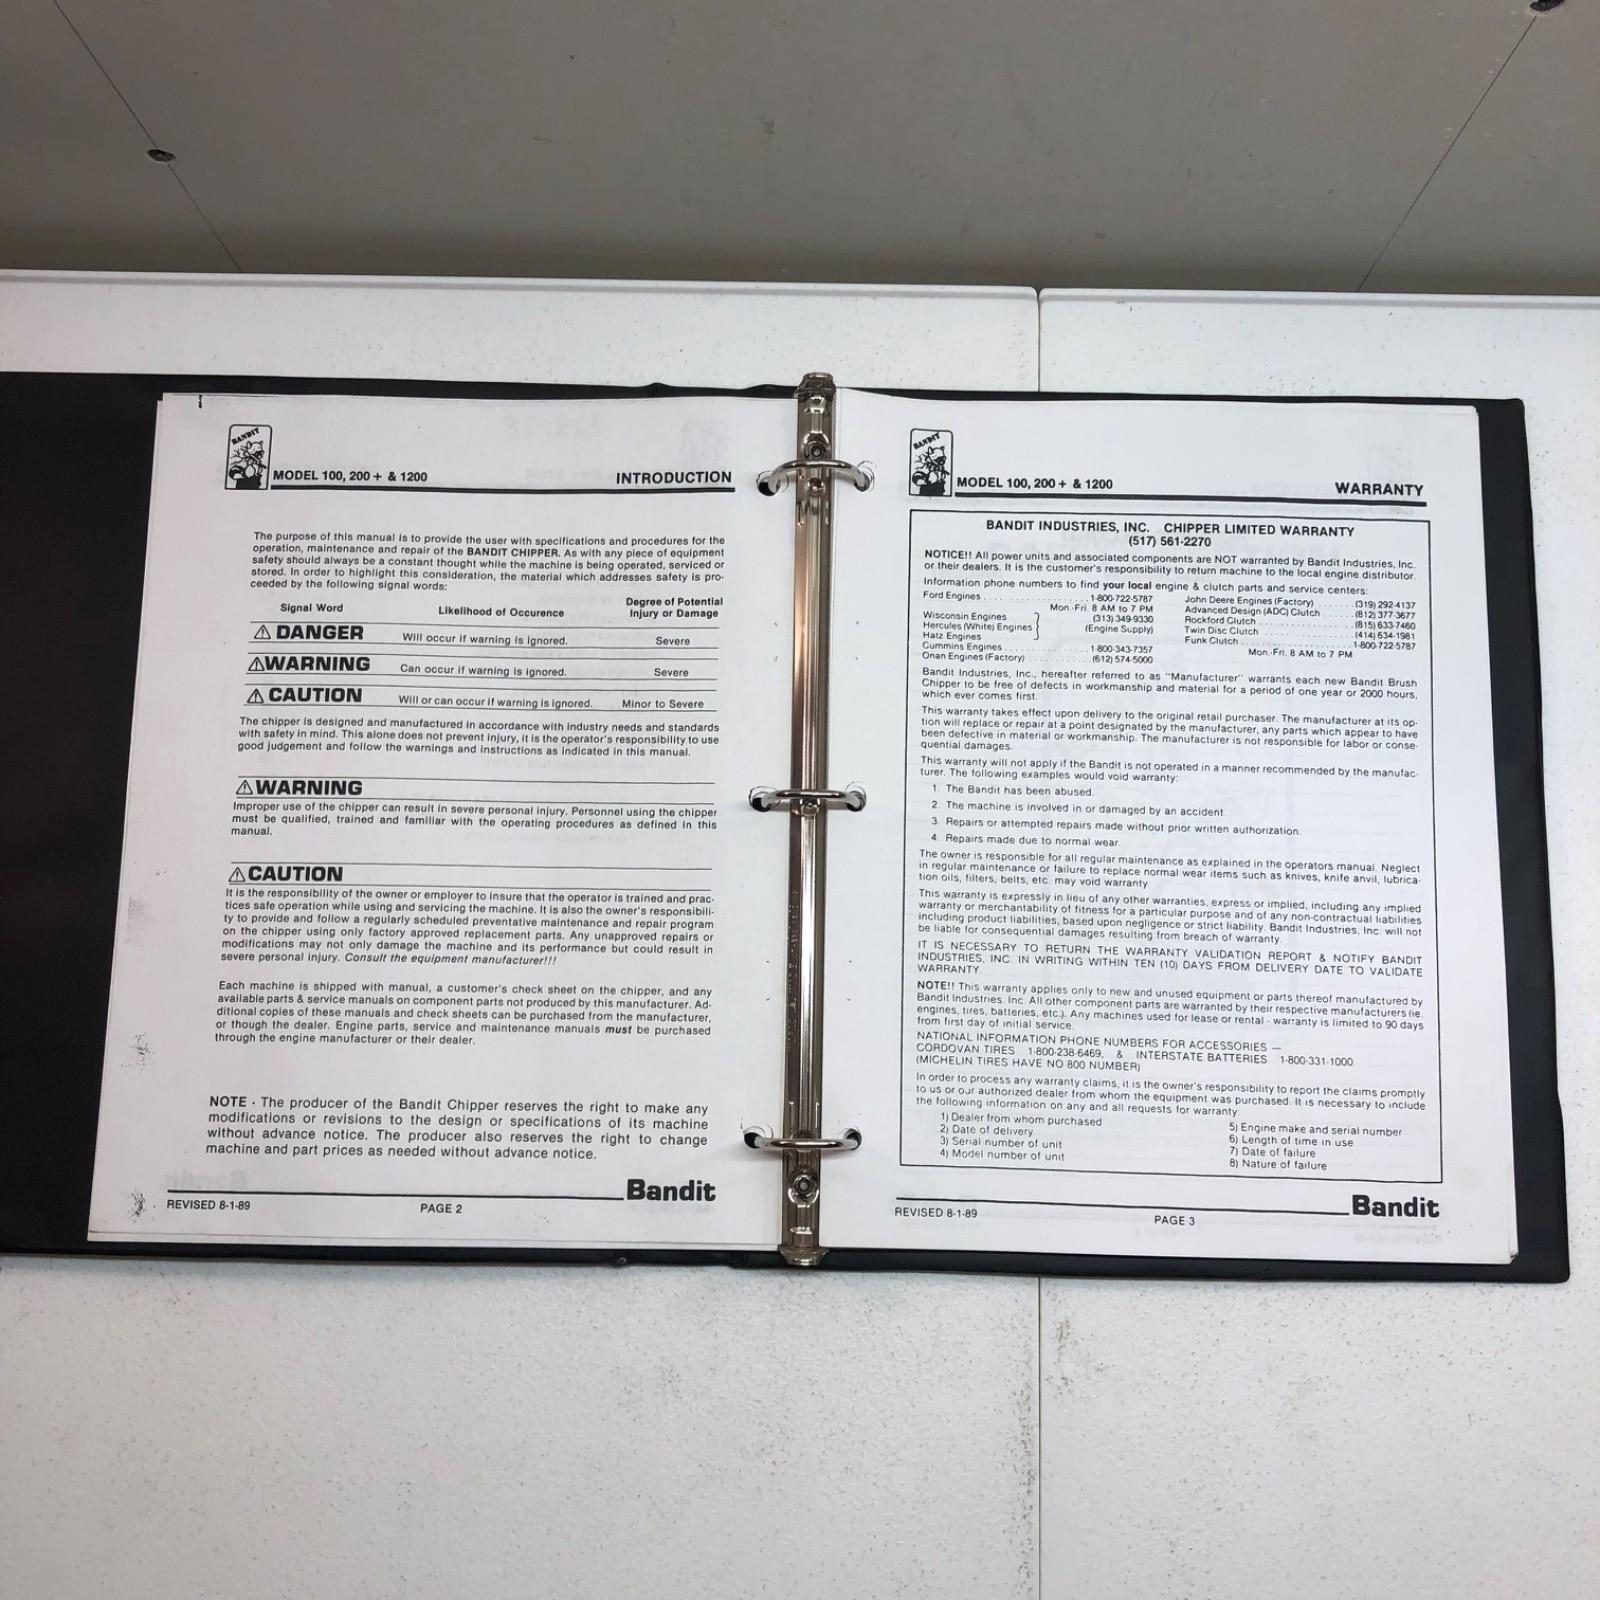 BANDIT
MODEL 100, 200 + & 1200
INTRODUCTION
The purpose of this manual is to provide the user with specifications and procedures for the
operation, maintenance and repair of the BANDIT CHIPPER. As with any piece of equipment
safety should always be a constant thought while the machine is being operated, serviced or
stored. In order to highlight this consideration, the material which addresses safety is pro-
ceeded by the following signal words:
Signal Word Likelihood of Occurence Degree of Potential
Injury or Damage
DANGER Will occur if warning is ignored. Severe
WARNING Can occur if warning is ignored. Severe
CAUTION Will or can occur if warning is ignored. Minor to Severe
The chipper is designed and manufactured in accordance with industry needs and standards
with safety in mind. This alone does not prevent injury, it is the operator's responsibility to use
good judgement and follow the warnings and instructions as indicated in this manual.
WARNING
Improper use of the chipper can result in severe personal injury. Personnel using the chipper
must be qualified, trained and familiar with the operating procedures as defined in this
manual.
CAUTION
It is the responsibility of the owner or employer to insure that the operator is trained and prac-
tices safe operation while using and servicing the machine. It is also the owner's responsibili-
ty to provide and follow a regularly scheduled preventative maintenance and repair program
on the chipper using only factory approved replacement parts. Any unapproved repairs or
modifications may not only damage the machine and its performance but could result in
severe personal injury. Consult the equipment manufacturer!!!
Each machine is shipped with manual, a customer's check sheet on the chipper, and any
available parts & service manuals on component parts not produced by this manufacturer. Ad-
ditional copies of these manuals and check sheets can be purchased from the manufacturer,
or though the dealer. Engine parts, service and maintenance manuals must be purchased
through the engine manufacturer or their dealer.
NOTE - The producer of the Bandit Chipper reserves the right to make any
modifications or revisions to the design or specifications of its machine
without advance notice. The producer also reserves the right to change
machine and part prices as needed without advance notice.
Bandit
REVISED 8-1-89
PAGE 2
BANDIT
MODEL 100, 200 + & 1200
WARRANTY
BANDIT INDUSTRIES, INC. CHIPPER LIMITED WARRANTY
(517) 561-2270
NOTICE!! All power units and associated components are NOT warranted by Bandit Industries, Inc.
or their dealers. It is the customer's responsibility to return machine to the local engine distributor.
Information phone numbers to find your local engine & clutch parts and service centers:
Ford Engines . . . . . . . . . . . . . . . . 1-800-722-5787
Mon.-Fri. 8 AM to 7 PM
Wisconsin Engines (313) 349-9330
Hercules (White) Engines (Engine Supply)
Hatz Engines
Cummins Engines . . . . . . . . . . . . . 1-800-343-7357
Onan Engines (Factory) . . . . . . . . . . (612) 574-5000
John Deere Engines (Factory) . . . . . . . (319) 292-4137
Advanced Design (ADC) Clutch . . . . . . (812) 377-3677
Rockford Clutch . . . . . . . . . . . . . . . . (815) 633-7460
Twin Disc Clutch . . . . . . . . . . . . . . . (414) 634-1981
Funk Clutch . . . . . . . . . . . . . . . . . . 1-800-722-5787
Mon.-Fri. 8 AM to 7 PM
Bandit Industries, Inc., hereafter referred to as "Manufacturer" warrants each new Bandit Brush
Chipper to be free of defects in workmanship and material for a period of one year or 2000 hours,
which ever comes first.
This warranty takes effect upon delivery to the original retail purchaser. The manufacturer at its op-
tion will replace or repair at a point designated by the manufacturer, any parts which appear to have
been defective in material or workmanship. The manufacturer is not responsible for labor or conse-
quential damages.
This warranty will not apply if the Bandit is not operated in a manner recommended by the manufac-
turer. The following examples would void warranty:
1. The Bandit has been abused.
2. The machine is involved in or damaged by an accident.
3. Repairs or attempted repairs made without prior written authorization.
4. Repairs made due to normal wear.
The owner is responsible for all regular maintenance as explained in the operators manual. Neglect
in regular maintenance or failure to replace normal wear items such as knives, knife anvil, lubrica-
tion oils, filters, belts, etc. may void warranty.
This warranty is expressly in lieu of any other warranties, express or implied, including any implied
warranty or merchantability of fitness for a particular purpose and of any non-contractual liabilities
including product liabilities, based upon negligence or strict liability. Bandit Industries, Inc. will not
be liable for consequential damages resulting from breach of warranty.
IT IS NECESSARY TO RETURN THE WARRANTY VALIDATION REPORT & NOTIFY BANDIT
INDUSTRIES, INC. IN WRITING WITHIN TEN (10) DAYS FROM DELIVERY DATE TO VALIDATE
WARRANTY.
NOTE!! This warranty applies only to new and unused equipment or parts thereof manufactured by
Bandit Industries. Inc. All other component parts are warranted by their respective manufacturers (ie.
engines, tires, batteries, etc.). Any machines used for lease or rental - warranty is limited to 90 days
from first day of initial service.
NATIONAL INFORMATION PHONE NUMBERS FOR ACCESSORIES —
CORDOVAN TIRES 1-800-238-6469, & INTERSTATE BATTERIES 1-800-331-1000
(MICHELIN TIRES HAVE NO 800 NUMBER)
In order to process any warranty claims, it is the owner's responsibility to report the claims promptly
to us or our authorized dealer from whom the equipment was purchased. It is necessary to include
the following information on any and all requests for warranty:
1) Dealer from whom purchased
2) Date of delivery
3) Serial number of unit
4) Model number of unit
5) Engine make and serial number
6) Length of time in use
7) Date of failure
8) Nature of failure
Bandit
REVISED 8-1-89
PAGE 3